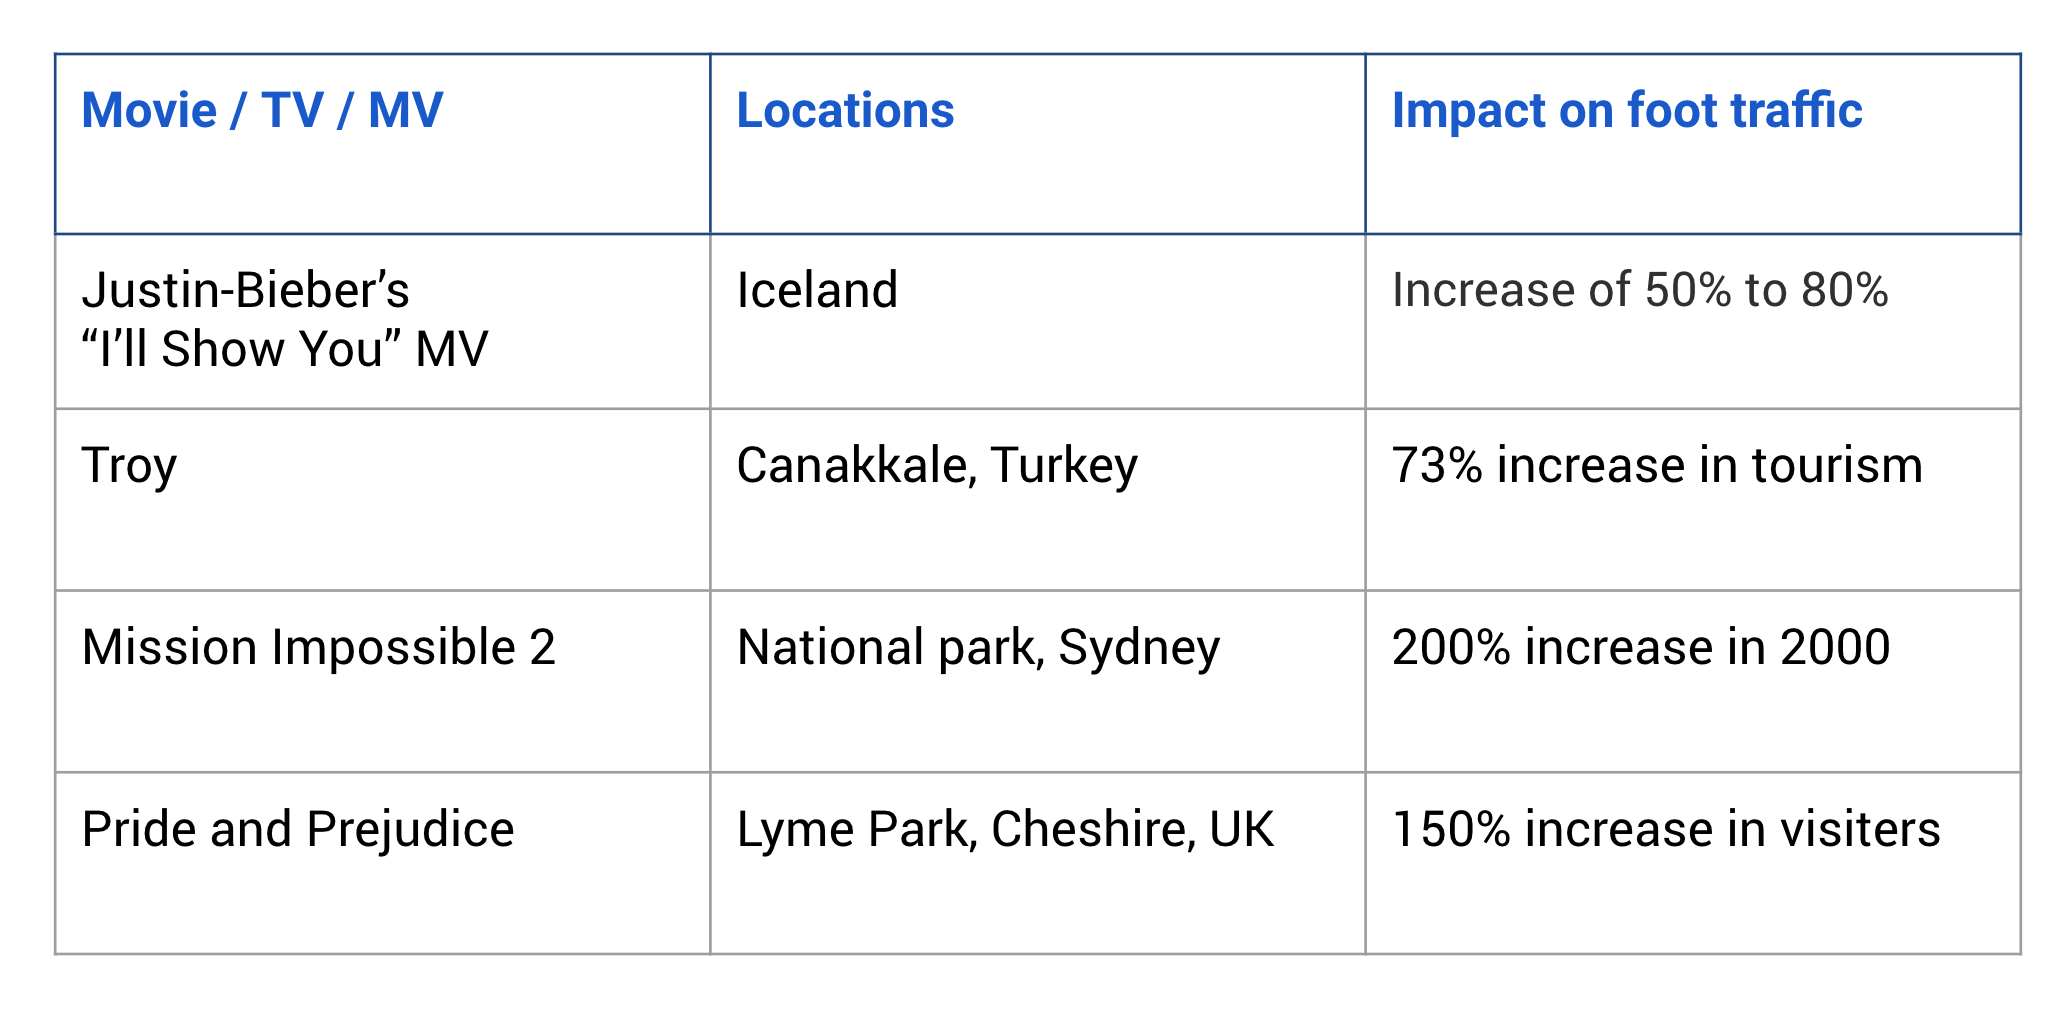 Movie / TV / MV
Locations
Impact on foot traffic
Justin-Bieber’s
“I’ll Show You” MV
Iceland
Increase of 50% to 80%
Troy
Canakkale, Turkey
73% increase in tourism
Mission Impossible 2
National park, Sydney
200% increase in 2000
Pride and Prejudice
Lyme Park, Cheshire, UK
150% increase in visiters